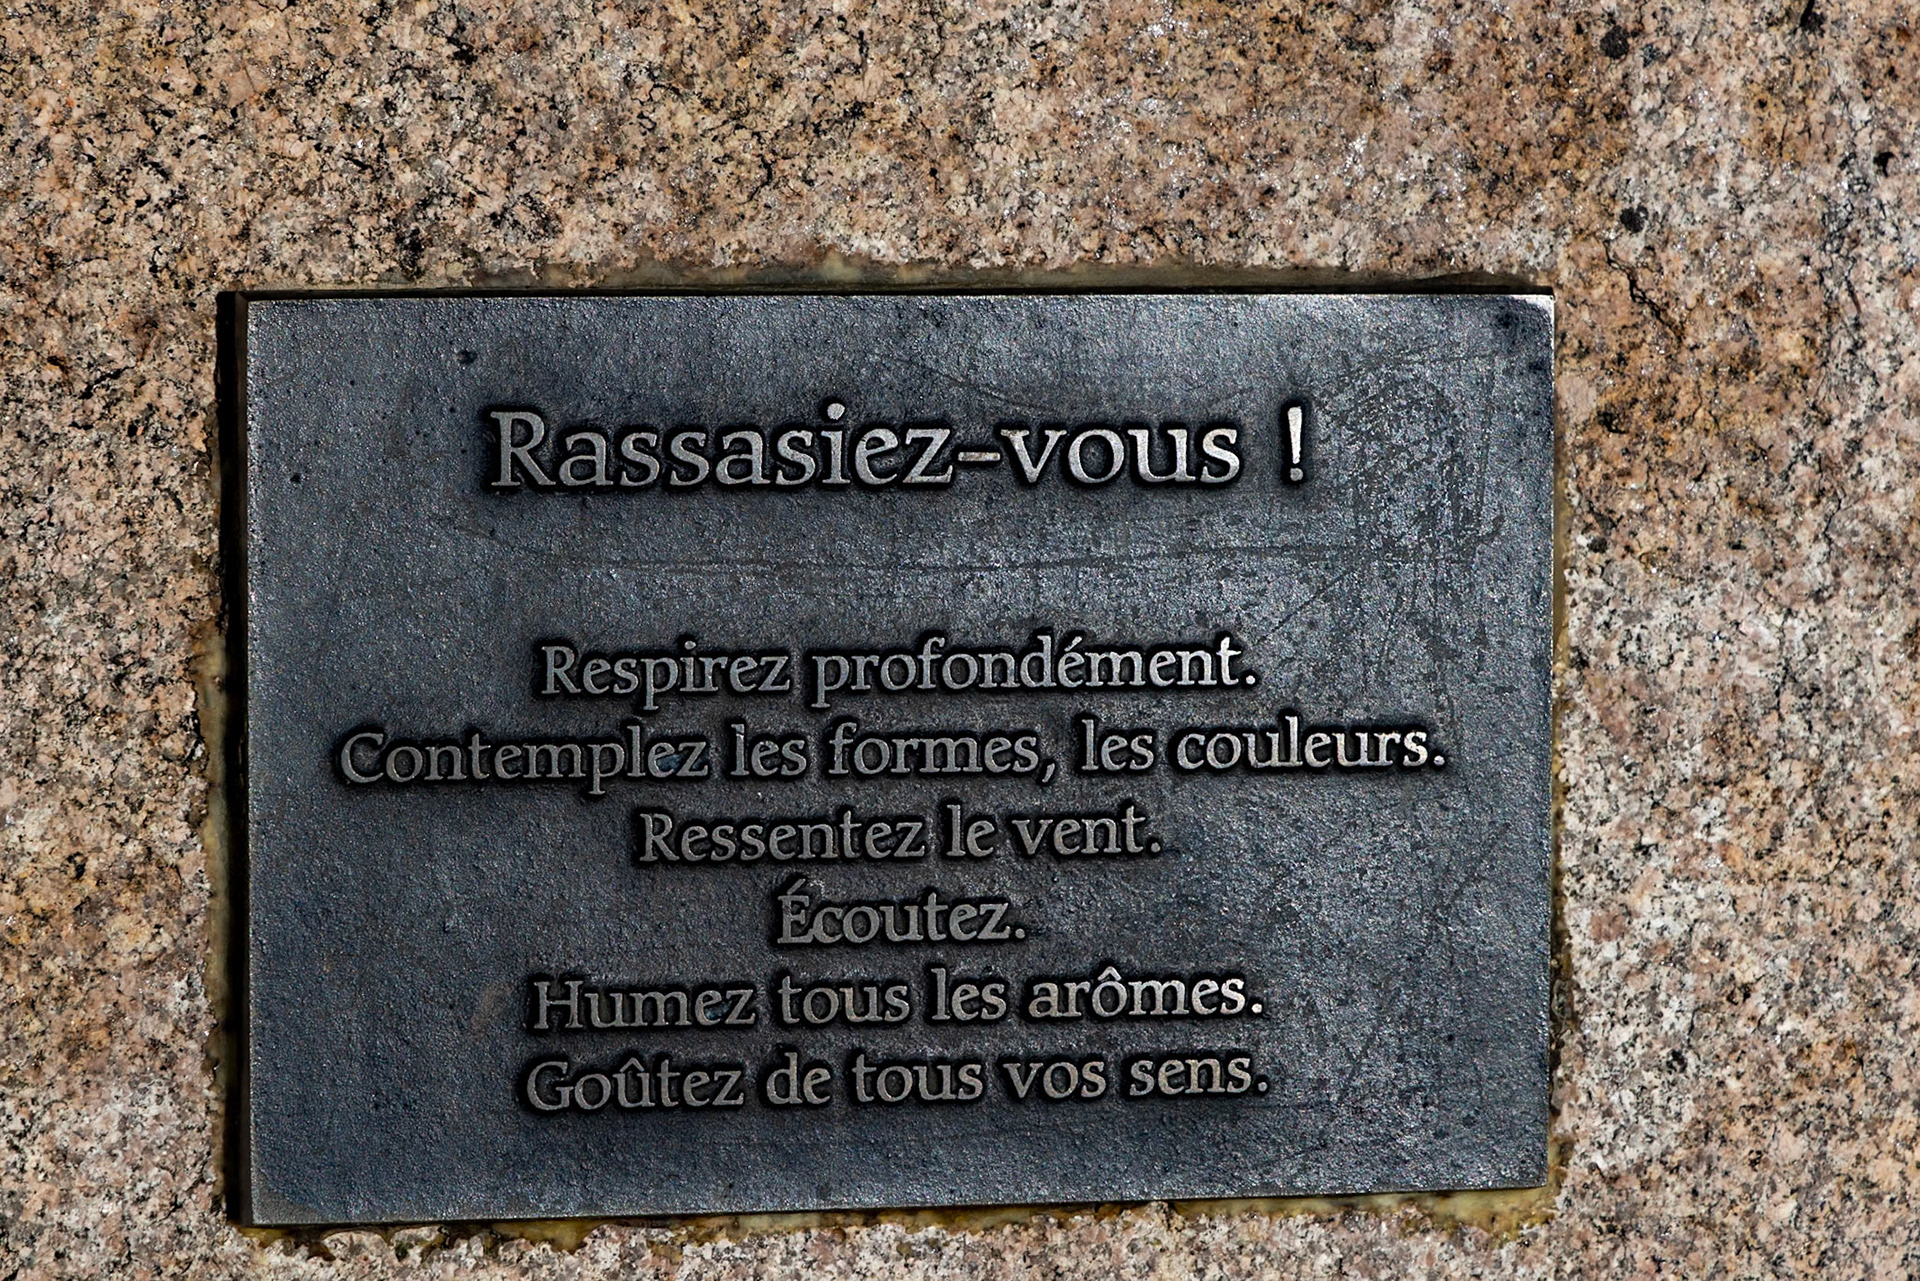 Rassasiez-vous !
Respirez profondément.
Contemplez les formes, les couleurs.
Ressentez le vent.
Écoutez.
Humez tous les arômes.
Goûtez de tous vos sens.